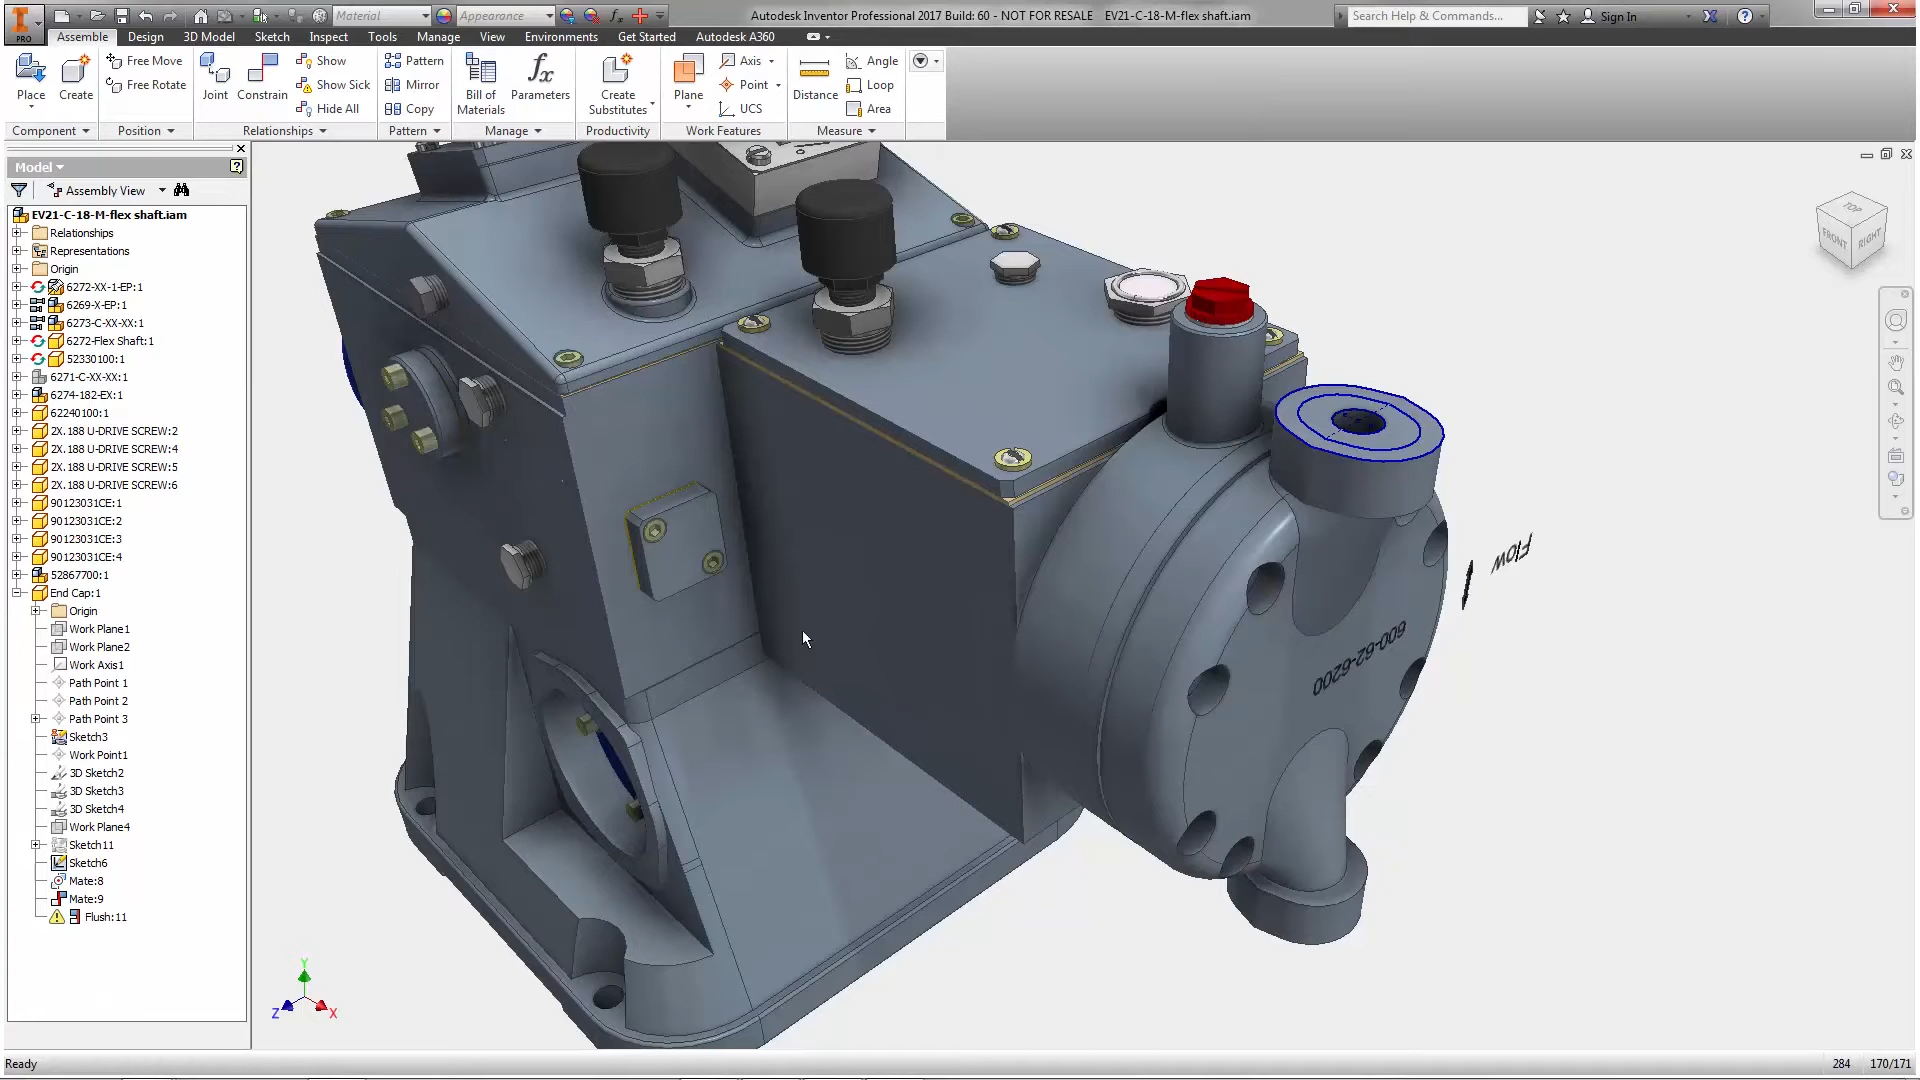 Material
Appearance
Autodesk Inventor Professional 2017 Build: 60 - NOT FOR RESALE EV21-C-18-M-flex shaft.iam
Search Help & Commands...
Sign In
PRO
Assemble Design 3D Model Sketch Inspect Tools Manage View Environments Get Started Autodesk A360
Place
Create
Free Move
Free Rotate
Joint
Constrain
Show
Show Sick
Hide All
Pattern
Mirror
Copy
Bill of
Materials
fx
Parameters
Create
Substitutes
Plane
Axis
Point
UCS
Distance
Angle
Loop
Area
Component Position Relationships Pattern Manage Productivity Work Features Measure
Model
Assembly View
EV21-C-18-M-flex shaft.iam
Relationships
Representations
Origin
6272-XX-1-EP:1
6269-X-EP:1
6273-C-XX-XX:1
6272-Flex Shaft:1
52330100:1
6271-C-XX-XX:1
6274-182-EX:1
62240100:1
2X.188 U-DRIVE SCREW:2
2X.188 U-DRIVE SCREW:4
2X.188 U-DRIVE SCREW:5
2X.188 U-DRIVE SCREW:6
90123031CE:1
90123031CE:2
90123031CE:3
90123031CE:4
52867700:1
End Cap:1
Origin
Work Plane1
Work Plane2
Work Axis1
Path Point 1
Path Point 2
Path Point 3
Sketch3
Work Point1
3D Sketch2
3D Sketch3
3D Sketch4
Work Plane4
Sketch11
Sketch6
Mate:8
Mate:9
Flush:11
TOP
FRONT
RIGHT
FLOW
600-62-6200
Y
Z
X
Ready
284
170/171